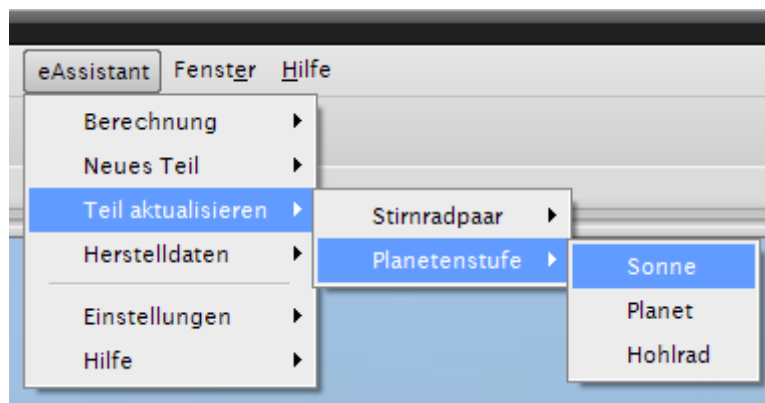 eAssistant Fenster Hilfe
Berechnung
Neues Teil
Teil aktualisieren
Stirnradpaar
Herstelldaten
Planetenstufe
Sonne
Einstellungen
Planet
Hilfe
Hohlrad